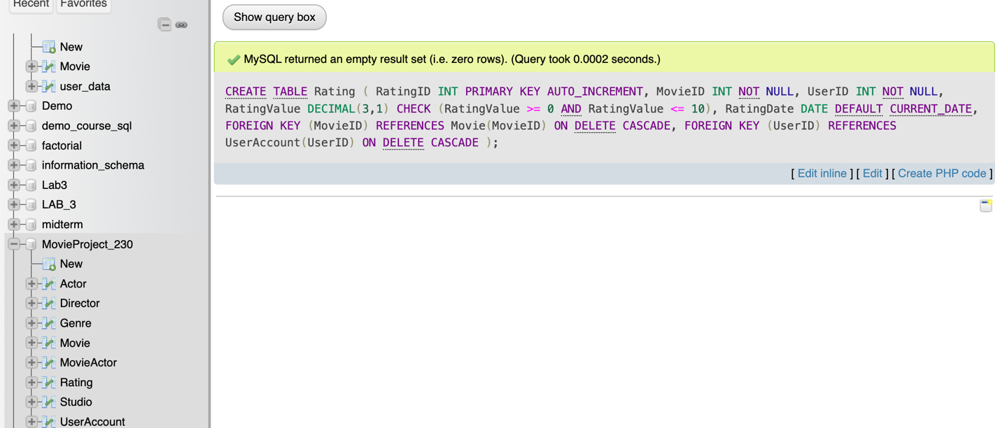 Recent Favorites
New
Movie
user_data
Demo
demo_course_sql
factorial
information_schema
Lab3
LAB_3
midterm
MovieProject_230
New
Actor
Director
Genre
Movie
MovieActor
Rating
Studio
UserAccount
Show query box
MySQL returned an empty result set (i.e. zero rows). (Query took 0.0002 seconds.)
CREATE TABLE Rating ( RatingID INT PRIMARY KEY AUTO_INCREMENT, MovieID INT NOT NULL, UserID INT NOT NULL,
RatingValue DECIMAL(3,1) CHECK (RatingValue >= 0 AND RatingValue <= 10), RatingDate DATE DEFAULT CURRENT_DATE,
FOREIGN KEY (MovieID) REFERENCES Movie(MovieID) ON DELETE CASCADE, FOREIGN KEY (UserID) REFERENCES
UserAccount(UserID) ON DELETE CASCADE );
[ Edit inline ] [ Edit ] [ Create PHP code ]